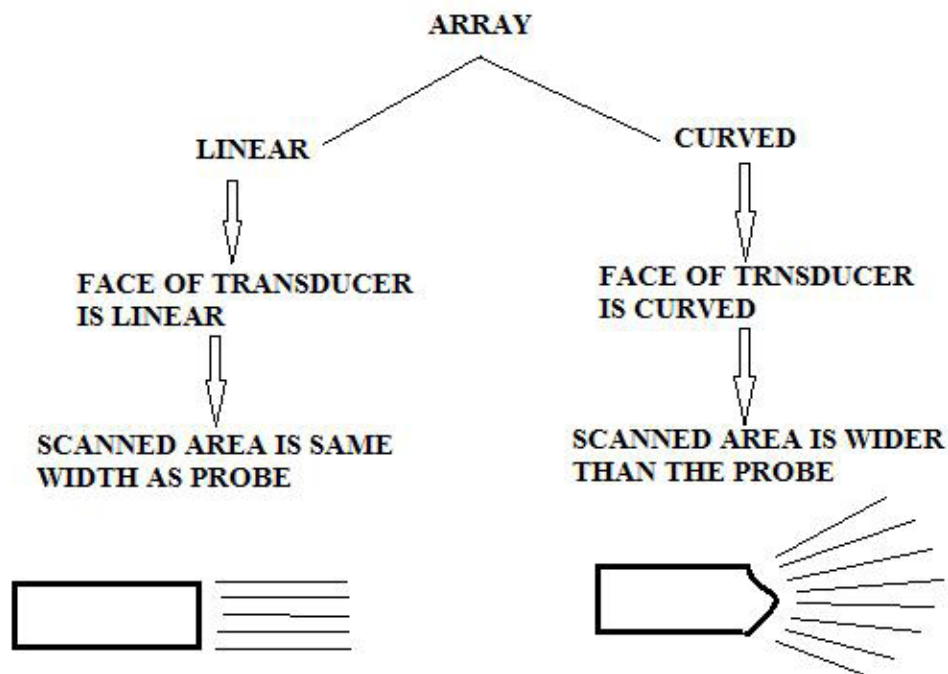 ARRAY
LINEAR
CURVED
FACE OF TRANSDUCER
IS LINEAR
FACE OF TRNSDUCER
IS CURVED
SCANNED AREA IS SAME
WIDTH AS PROBE
SCANNED AREA IS WIDER
THAN THE PROBE